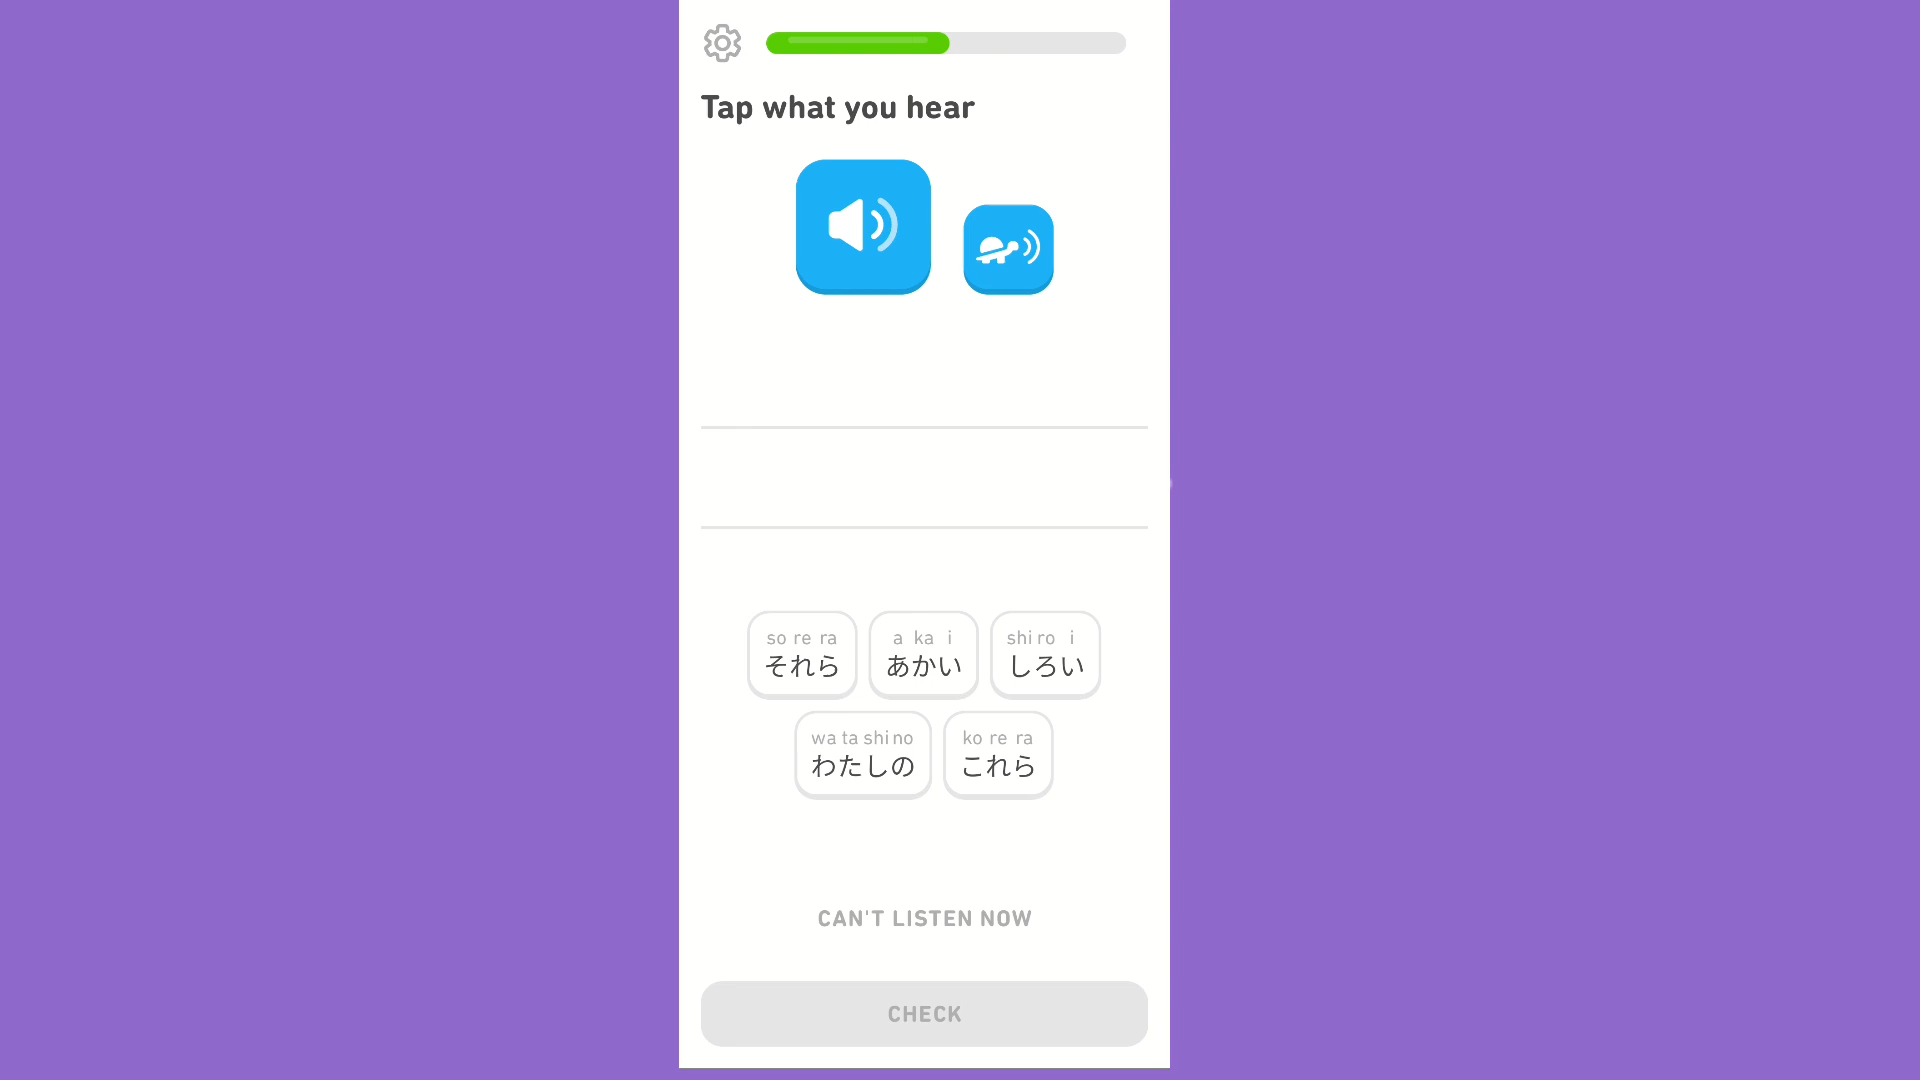 Tap what you hear
so re ra a ka i shi ro i
それら あかい しろい
wa ta shi no ko re ra
わたしの これら
CAN'T LISTEN NOW
CHECK